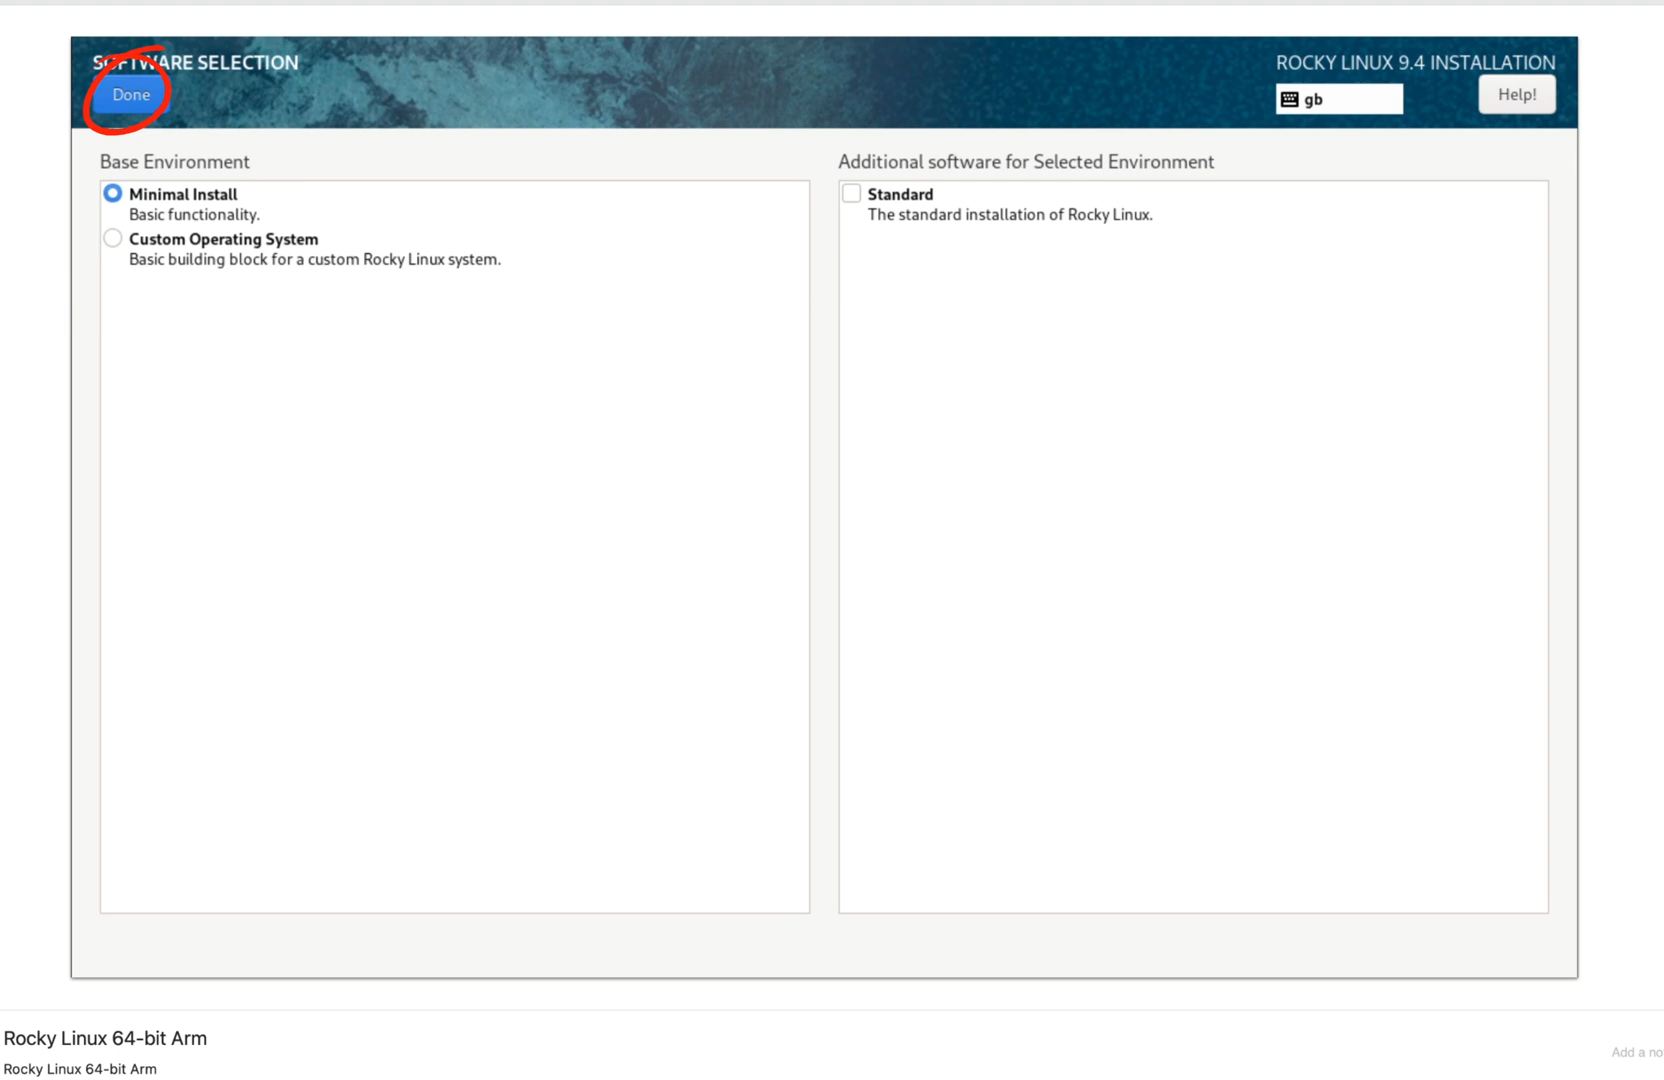 SOFTWARE SELECTION
Done
ROCKY LINUX 9.4 INSTALLATION
gb
Help!
Base Environment
Minimal Install
Basic functionality.
Custom Operating System
Basic building block for a custom Rocky Linux system.
Additional software for Selected Environment
Standard
The standard installation of Rocky Linux.
Rocky Linux 64-bit Arm
Rocky Linux 64-bit Arm
Add a no